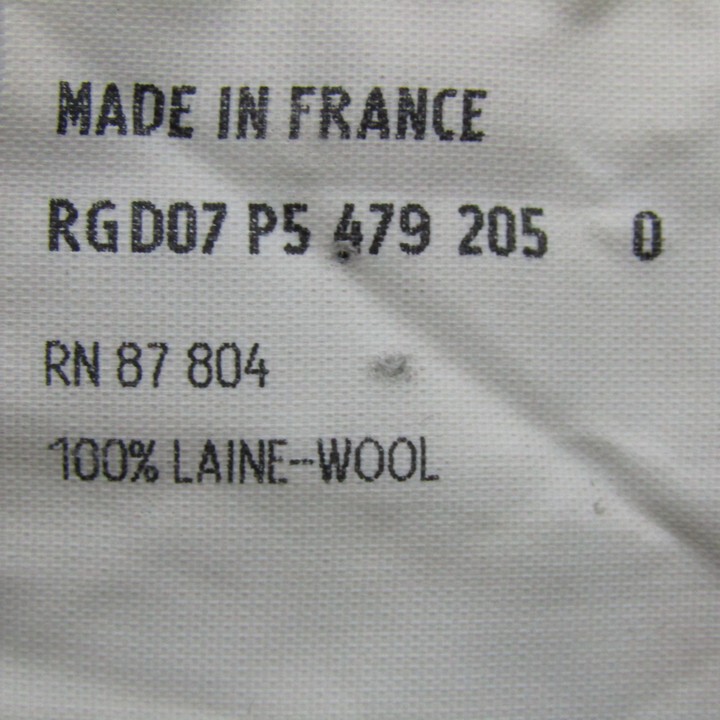 MADE IN FRANCE
RGD07 P5 479 205 0
RN 87 804
100% LAINE--WOOL